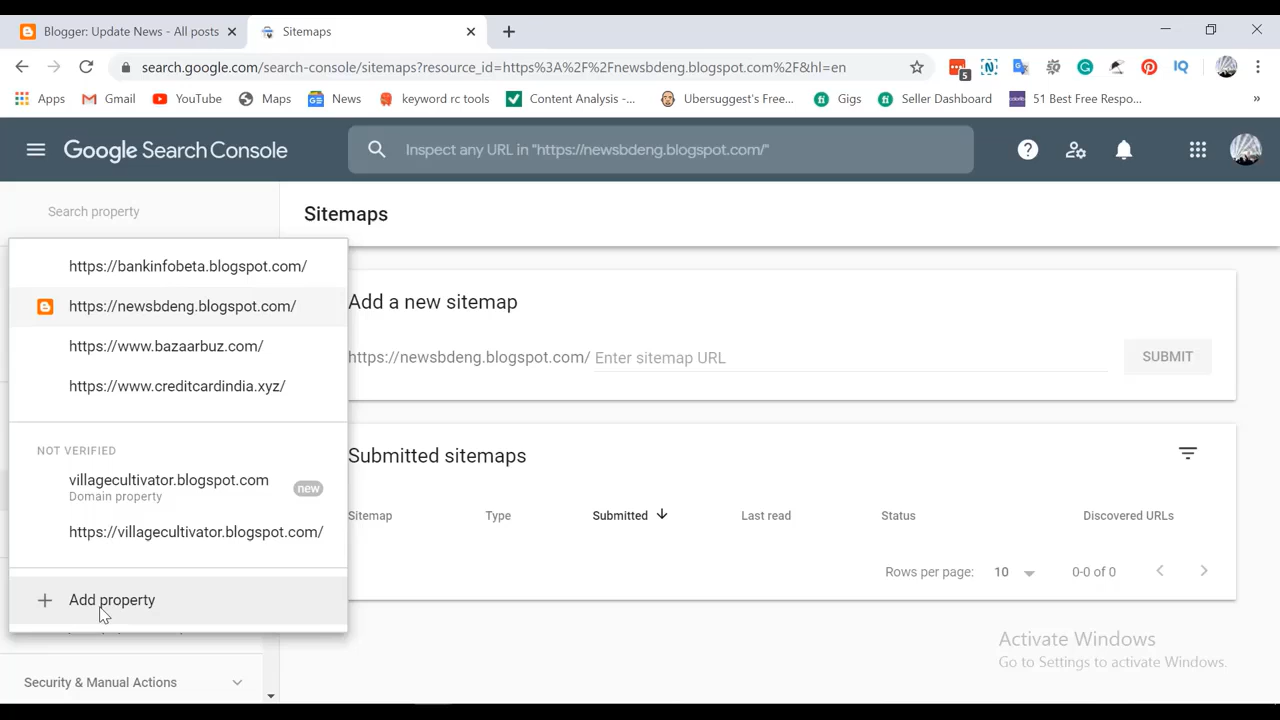 Blogger: Update News - All posts
Sitemaps
search.google.com/search-console/sitemaps?resource_id=https%3A%2F%2Fnewsbdeng.blogspot.com%2F&hl=en
5
IQ
Apps
Gmail
YouTube
Maps
News
keyword rc tools
Content Analysis -...
Ubersuggest's Free...
Gigs
Seller Dashboard
51 Best Free Respo...
»
Google Search Console
Inspect any URL in "https://newsbdeng.blogspot.com/"
Search property
Sitemaps
https://bankinfobeta.blogspot.com/
https://newsbdeng.blogspot.com/
https://www.bazaarbuz.com/
https://www.creditcardindia.xyz/
NOT VERIFIED
villagecultivator.blogspot.com
Domain property
new
https://villagecultivator.blogspot.com/
Add property
Security & Manual Actions
Add a new sitemap
https://newsbdeng.blogspot.com/ Enter sitemap URL
SUBMIT
Submitted sitemaps
Sitemap Type Submitted Last read Status Discovered URLs
Rows per page: 10 0-0 of 0
Activate Windows
Go to Settings to activate Windows.